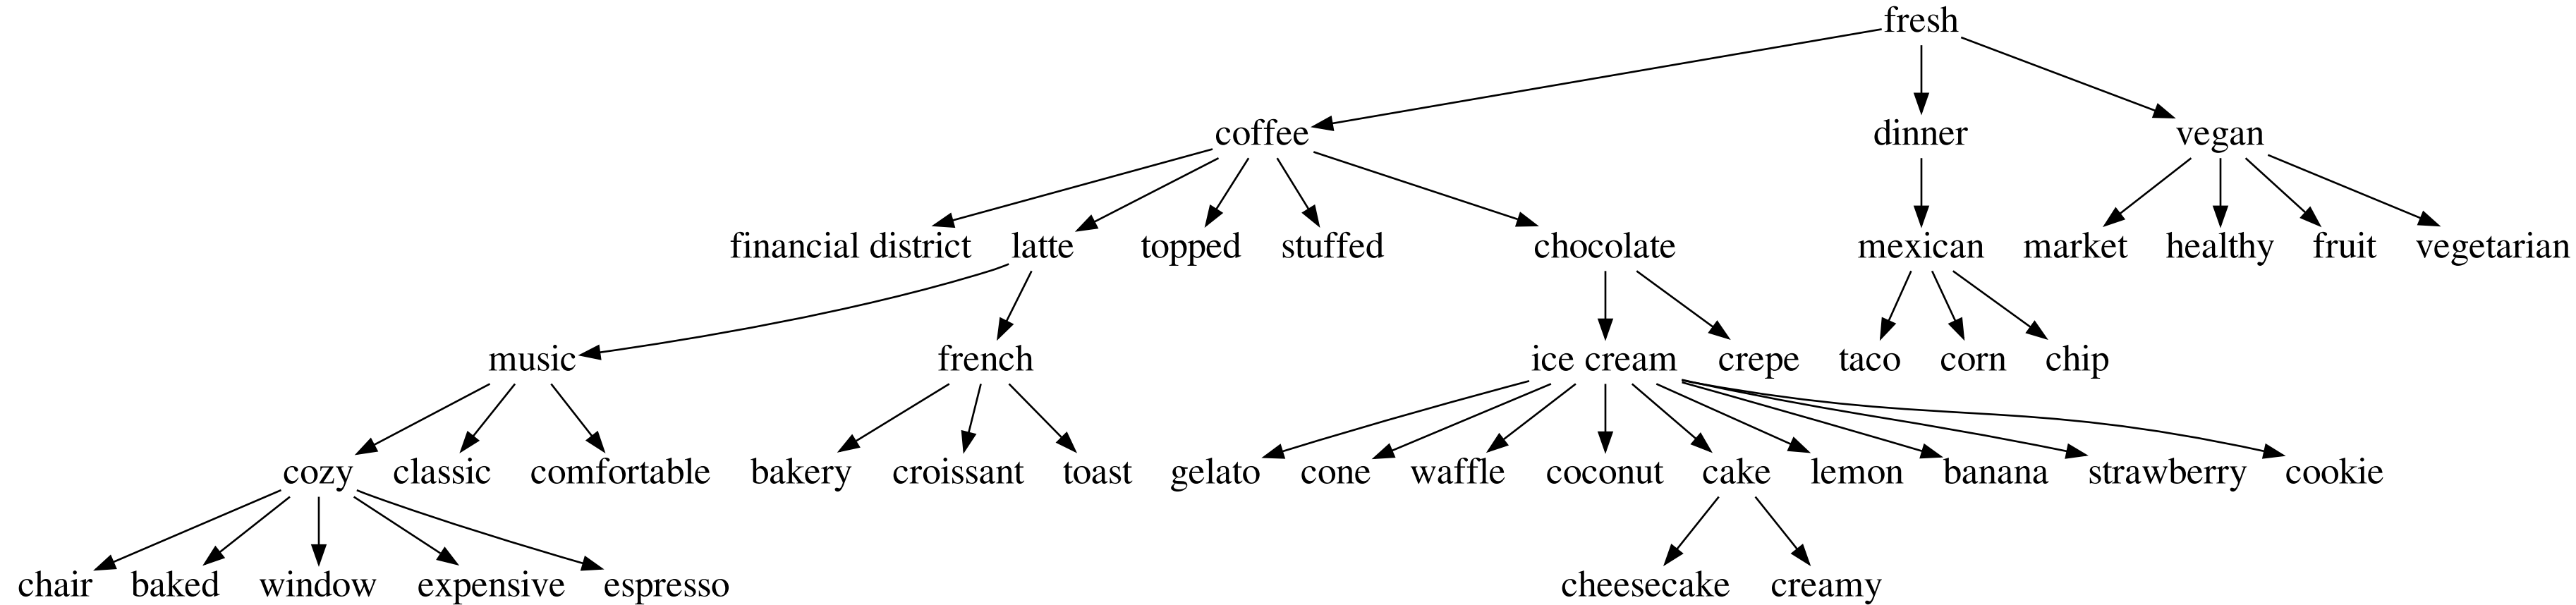 fresh
coffee dinner vegan
financial district latte topped stuffed chocolate mexican market healthy fruit vegetarian
music french ice cream crepe taco corn chip
cozy classic comfortable bakery croissant toast gelato cone waffle coconut cake lemon banana strawberry cookie
chair baked window expensive espresso cheesecake creamy